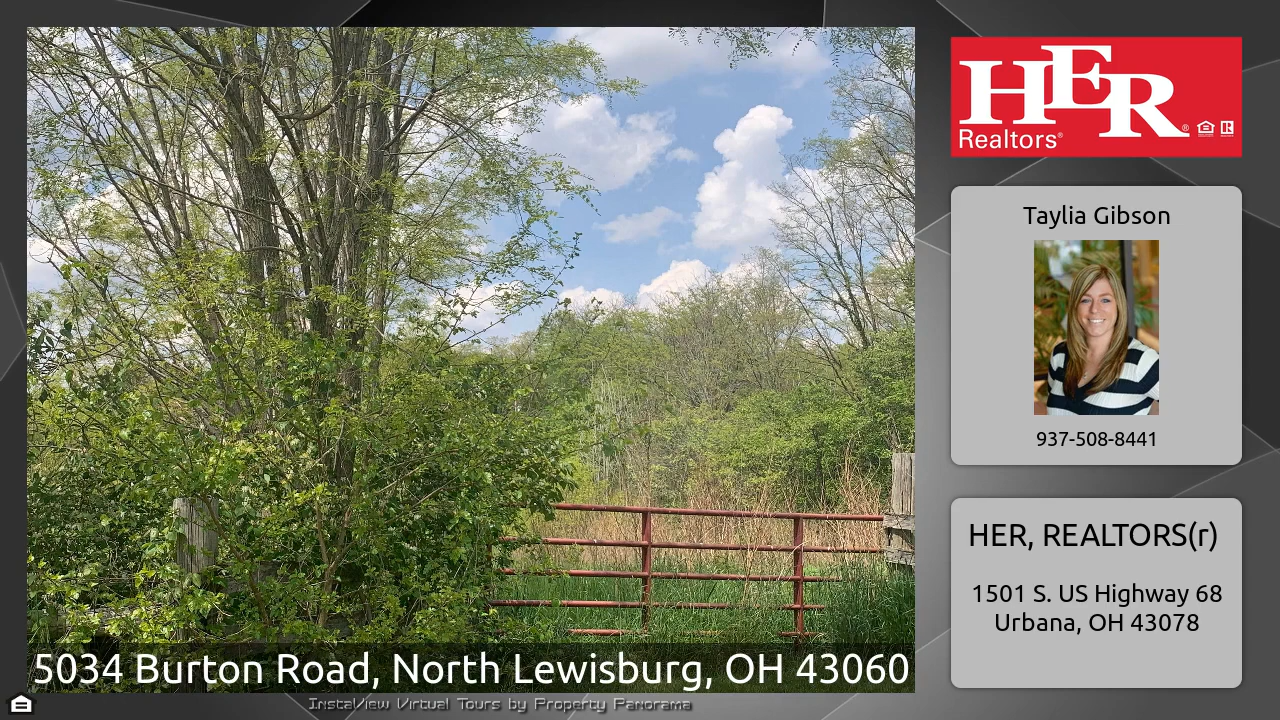 5034 Burton Road, North Lewisburg, OH 43060
InstaView Virtual Tours by Property Panorama
HER®
Realtors®
Taylia Gibson
937-508-8441
HER, REALTORS(r)
1501 S. US Highway 68
Urbana, OH 43078